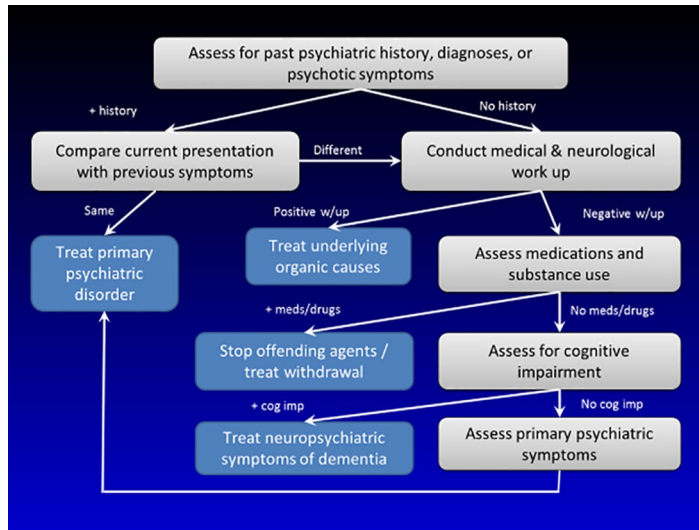 Assess for past psychiatric history, diagnoses, or
psychotic symptoms
+ history
No history
Compare current presentation
with previous symptoms
Different
Conduct medical & neurological
work up
Same
Positive w/up
Negative w/up
Treat primary
psychiatric
disorder
Treat underlying
organic causes
Assess medications and
substance use
+ meds/drugs
No meds/drugs
Stop offending agents /
treat withdrawal
Assess for cognitive
impairment
+ cog imp
No cog imp
Treat neuropsychiatric
symptoms of dementia
Assess primary psychiatric
symptoms